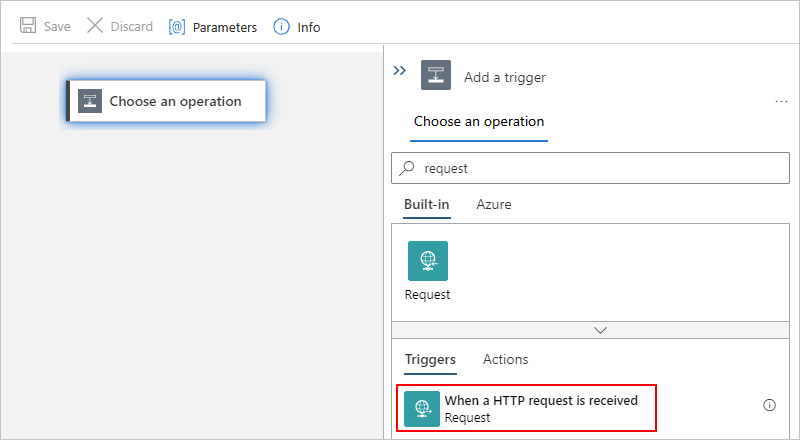 Save Discard [@] Parameters Info
Choose an operation
Add a trigger
...
Choose an operation
request
Built-in Azure
Request
Triggers Actions
When a HTTP request is received
Request